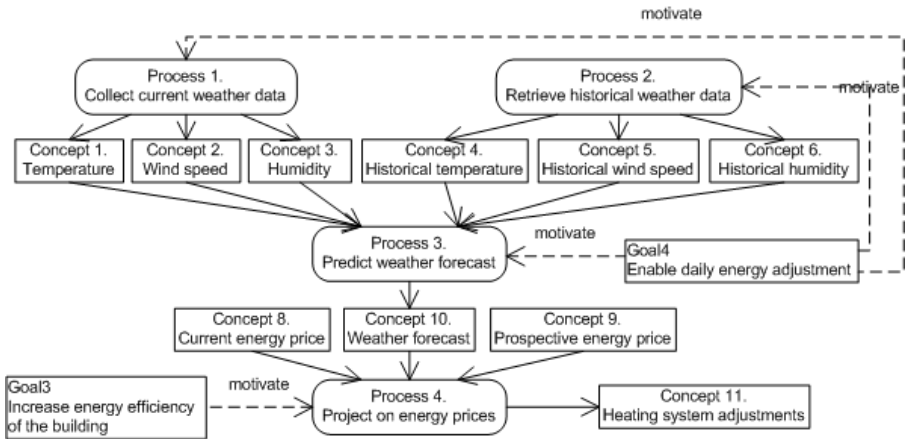 motivate
Process 1.
Collect current weather data
Process 2.
Retrieve historical weather data
motivate
Concept 1.
Temperature
Concept 2.
Wind speed
Concept 3.
Humidity
Concept 4.
Historical temperature
Concept 5.
Historical wind speed
Concept 6.
Historical humidity
Process 3.
Predict weather forecast
motivate
Goal4
Enable daily energy adjustment
Concept 8.
Current energy price
Concept 10.
Weather forecast
Concept 9.
Prospective energy price
Goal3
Increase energy efficiency
of the building
motivate
Process 4.
Project on energy prices
Concept 11.
Heating system adjustments